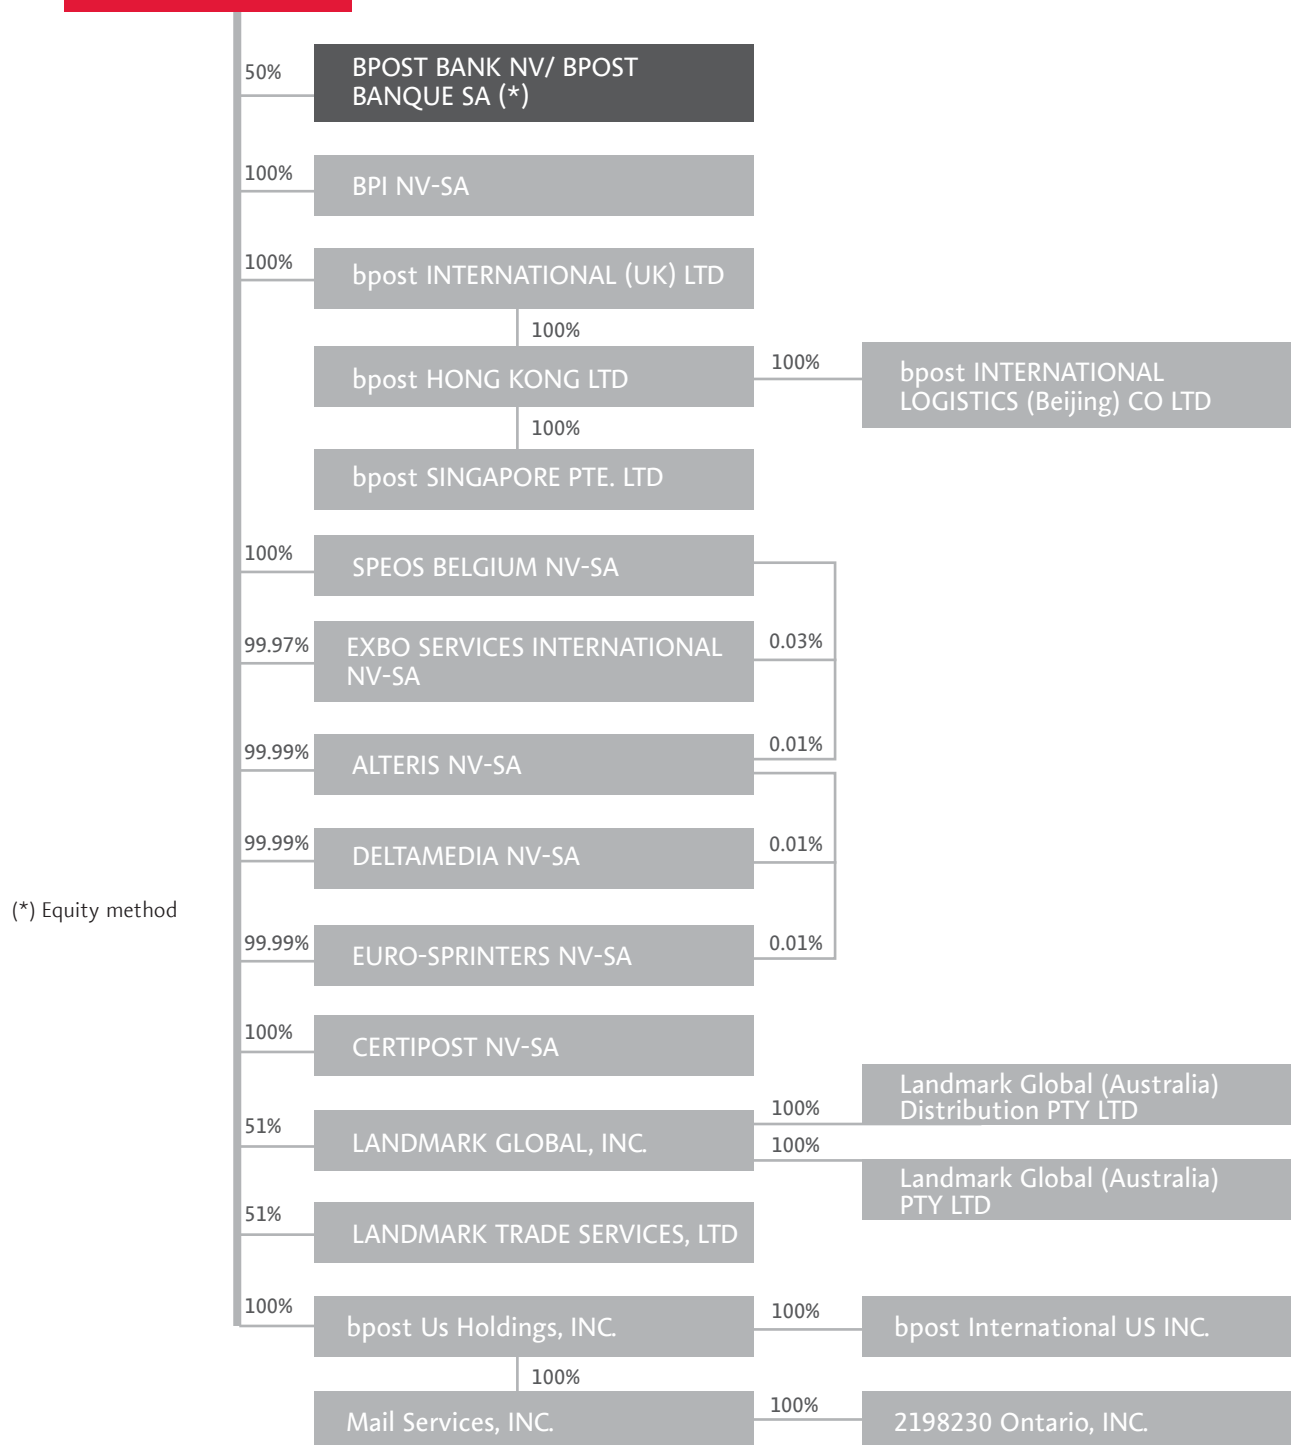 50%
BPOST BANK NV/ BPOST
BANQUE SA (*)
100%
BPI NV-SA
100%
bpost INTERNATIONAL (UK) LTD
100%
bpost HONG KONG LTD
100%
bpost INTERNATIONAL
LOGISTICS (Beijing) CO LTD
100%
bpost SINGAPORE PTE. LTD
100%
SPEOS BELGIUM NV-SA
99.97%
EXBO SERVICES INTERNATIONAL
NV-SA
0.03%
99.99%
ALTERIS NV-SA
0.01%
99.99%
DELTAMEDIA NV-SA
0.01%
(*) Equity method
99.99%
EURO-SPRINTERS NV-SA
0.01%
100%
CERTIPOST NV-SA
51%
LANDMARK GLOBAL, INC.
100%
Landmark Global (Australia)
Distribution PTY LTD
100%
Landmark Global (Australia)
PTY LTD
51%
LANDMARK TRADE SERVICES, LTD
100%
bpost Us Holdings, INC.
100%
bpost International US INC.
100%
Mail Services, INC.
100%
2198230 Ontario, INC.